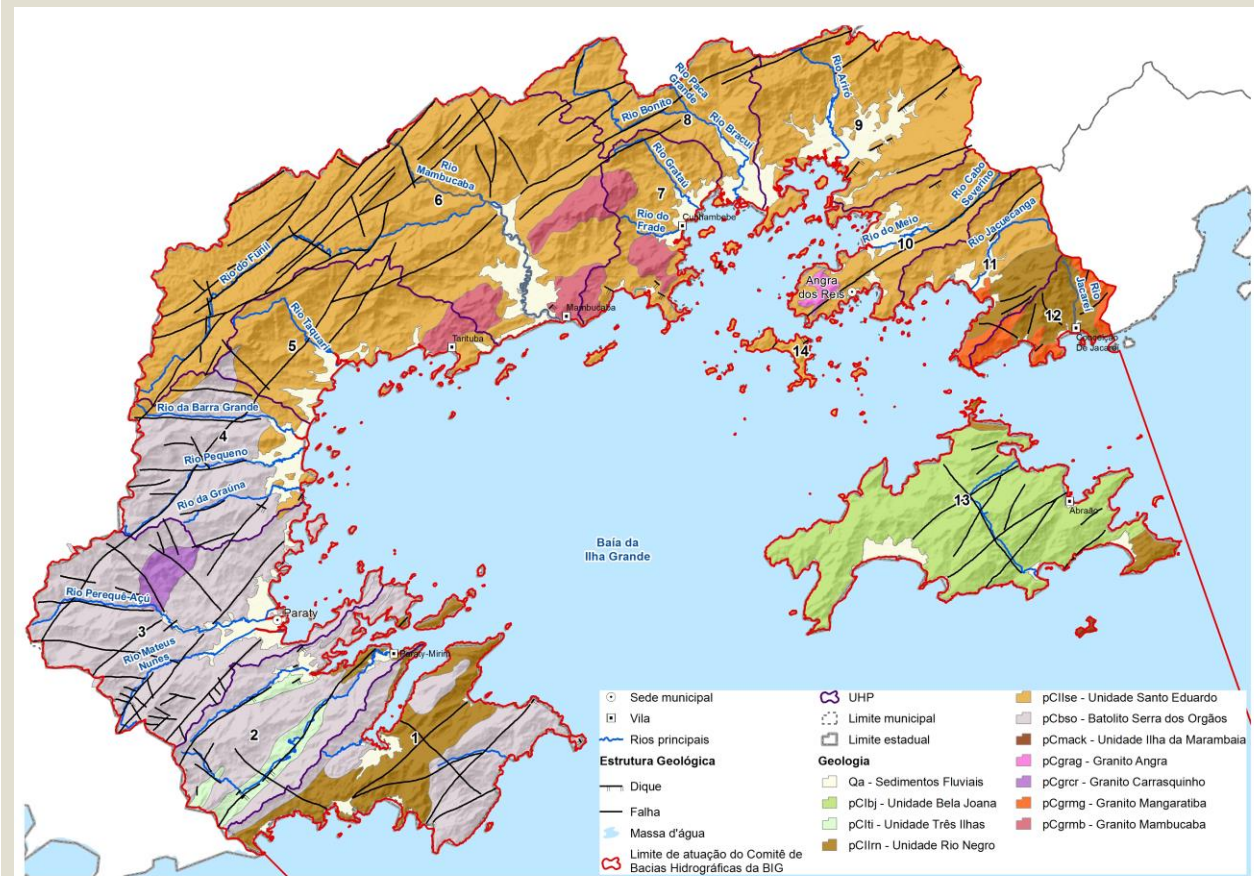 Rio Paca
Grande
Rio Ariró
Rio Bonito
8
Rio Bracuí
9
Rio
Mambucaba
6
Rio Grataú
7
Rio do
Frade
Cunhambebe
Rio Cabo
Severino
Rio do Meio
10
Rio Jacuecanga
11
Rio
Jacareí
12
Conceição
De Jacareí
Angra
dos Reis
Rio do Funil
Mambucaba
Tarituba
14
Rio Taquari
5
Rio da Barra Grande
4
Rio Pequeno
Rio da Graúna
13
Abraão
Baía da
Ilha Grande
Rio Perequê-Açú
Paraty
3
Rio Mateus
Nunes
Paraty-Mirim
2
1
Sede municipal
Vila
Rios principais
Estrutura Geológica
Dique
Falha
Massa d'água
Limite de atuação do Comitê de
Bacias Hidrográficas da BIG
UHP
Limite municipal
Limite estadual
Geologia
Qa - Sedimentos Fluviais
pCIbj - Unidade Bela Joana
pCIti - Unidade Três Ilhas
pCIIrn - Unidade Rio Negro
pCIIse - Unidade Santo Eduardo
pCbso - Batolito Serra dos Orgãos
pCmack - Unidade Ilha da Marambaia
pCgrag - Granito Angra
pCgrcr - Granito Carrasquinho
pCgrmg - Granito Mangaratiba
pCgrmb - Granito Mambucaba